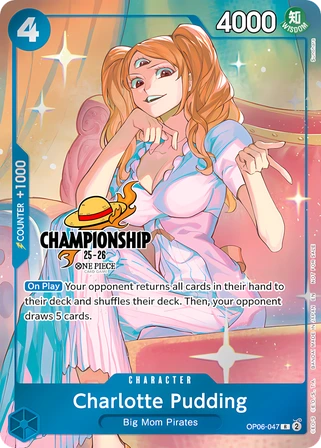 4
4000
知
WISDOM
COUNTER +1000
CHAMPIONSHIP
25-26
ONE PIECE
CARD GAME
On Play Your opponent returns all cards in their hand to
their deck and shuffles their deck. Then, your opponent
draws 5 cards.
CHARACTER
Charlotte Pudding
Big Mom Pirates
OP06-047 R 2